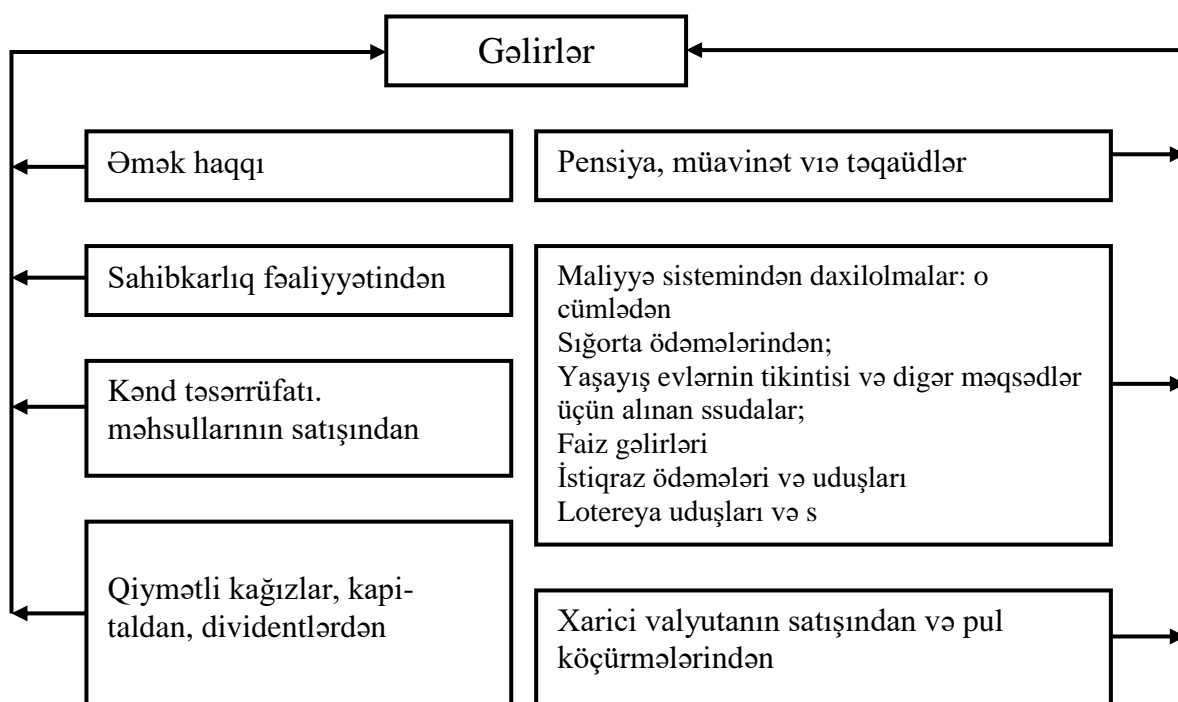 Gəlirlər
Əmək haqqı
Sahibkarlıq fəaliyyətindən
Kənd təsərrüfatı.
məhsullarının satışından
Qiymətli kağızlar, kapi-
taldan, dividentlərdən
Pensiya, müavinət vıə təqaüdlər
Maliyyə sistemindən daxilolmalar: o
cümlədən
Sığorta ödəmələrindən;
Yaşayış evlərnin tikintisi və digər məqsədlər
üçün alınan ssudalar;
Faiz gəlirləri
İstiqraz ödəmələri və uduşları
Lotereya uduşları və s
Xarici valyutanın satışından və pul
köçürmələrindən